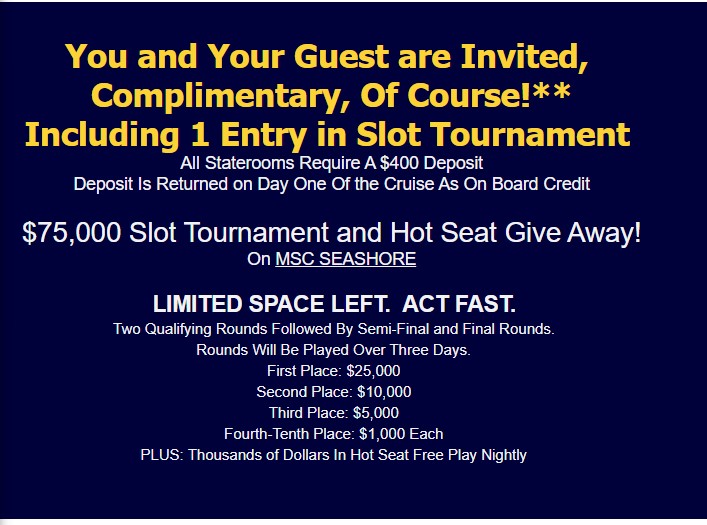 You and Your Guest are Invited,
Complimentary, Of Course!**
Including 1 Entry in Slot Tournament
All Staterooms Require A $400 Deposit
Deposit Is Returned on Day One Of the Cruise As On Board Credit
$75,000 Slot Tournament and Hot Seat Give Away!
On MSC SEASHORE
LIMITED SPACE LEFT. ACT FAST.
Two Qualifying Rounds Followed By Semi-Final and Final Rounds.
Rounds Will Be Played Over Three Days.
First Place: $25,000
Second Place: $10,000
Third Place: $5,000
Fourth-Tenth Place: $1,000 Each
PLUS: Thousands of Dollars In Hot Seat Free Play Nightly